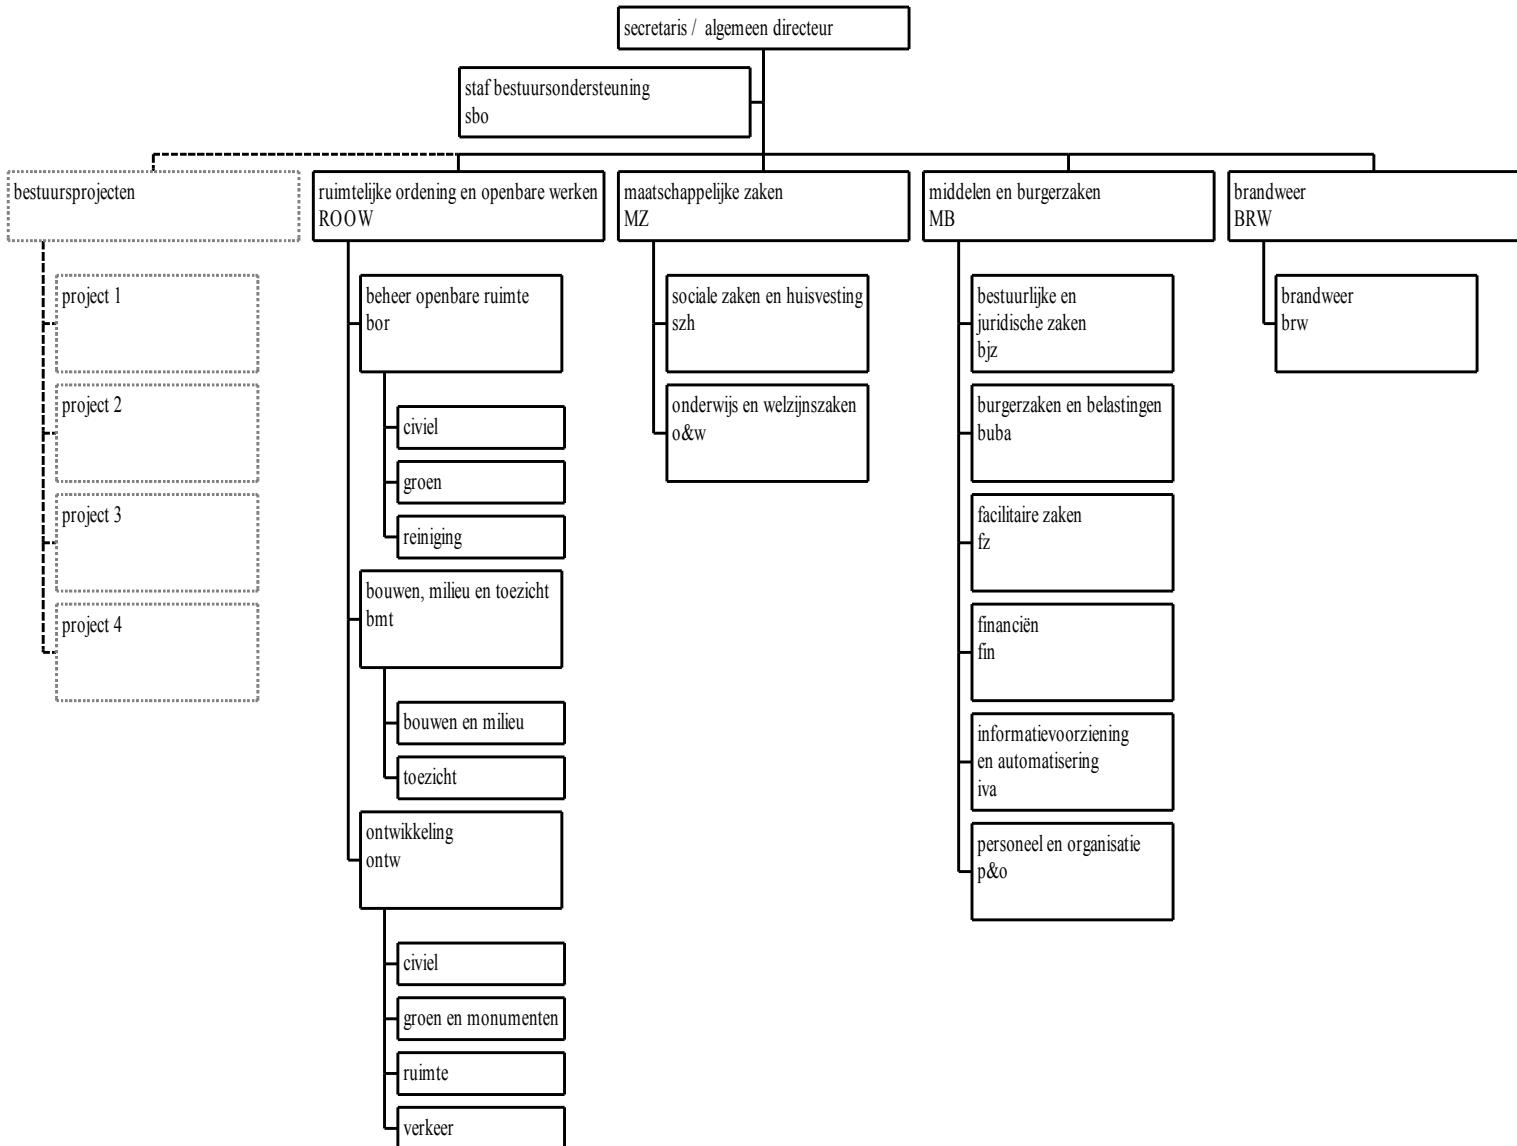 secretaris / algemeen directeur
staf bestuursondersteuning
sbo
bestuursprojecten
project 1
project 2
project 3
project 4
ruimtelijke ordening en openbare werken
ROOW
beheer openbare ruimte
bor
civiel
groen
reiniging
bouwen, milieu en toezicht
bmt
bouwen en milieu
toezicht
ontwikkeling
ontw
civiel
groen en monumenten
ruimte
verkeer
maatschappelijke zaken
MZ
sociale zaken en huisvesting
szh
onderwijs en welzijnszaken
o&w
middelen en burgerzaken
MB
bestuurlijke en
juridische zaken
bjz
burgerzaken en belastingen
buba
facilitaire zaken
fz
financiën
fin
informatievoorziening
en automatisering
iva
personeel en organisatie
p&o
brandweer
BRW
brandweer
brw